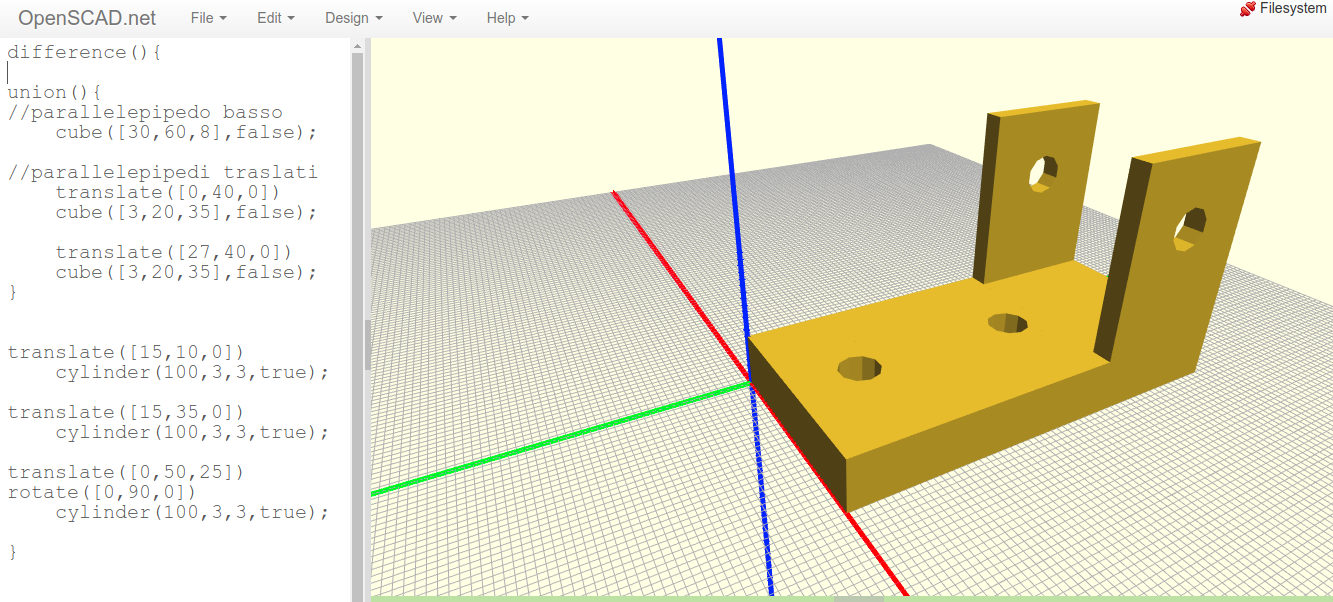 OpenSCAD.net File Edit Design View Help Filesystem
difference(){
union(){
//parallelepipedo basso
    cube([30,60,8],false);
//parallelepipedi traslati
    translate([0,40,0])
    cube([3,20,35],false);
    translate([27,40,0])
    cube([3,20,35],false);
}
translate([15,10,0])
    cylinder(100,3,3,true);
translate([15,35,0])
    cylinder(100,3,3,true);
translate([0,50,25])
rotate([0,90,0])
    cylinder(100,3,3,true);
}